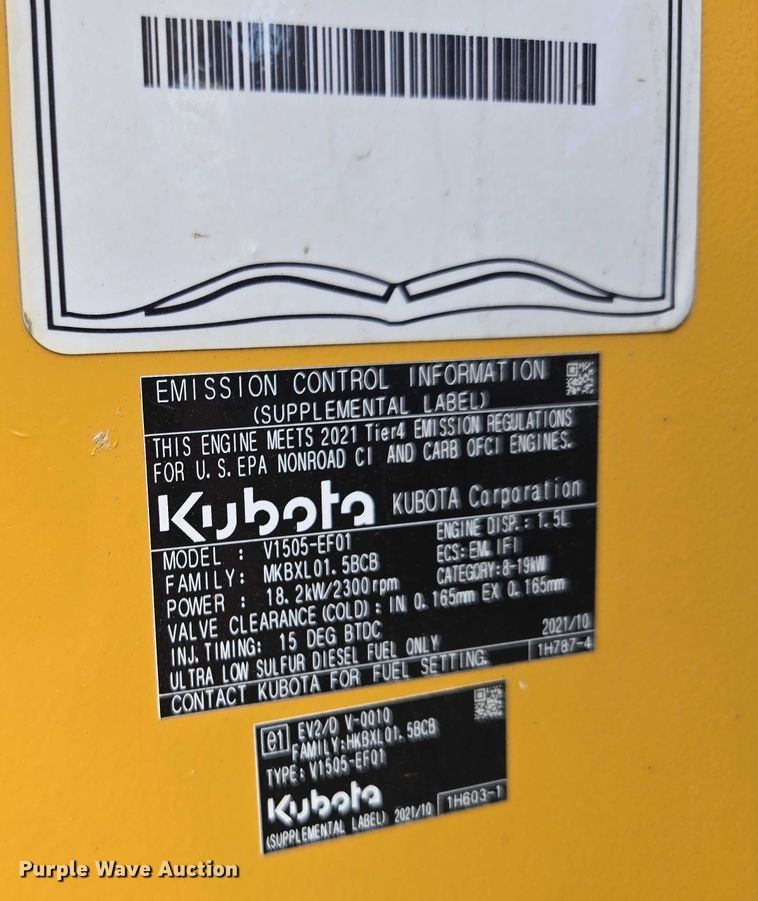 EMISSION CONTROL INFORMATION
(SUPPLEMENTAL LABEL)
THIS ENGINE MEETS 2021 Tier4 EMISSION REGULATIONS
FOR U.S.EPA NONROAD CI AND CARB OFCI ENGINES.
Kubota KUBOTA Corporation
MODEL : V1505-EF01 ENGINE DISP.: 1.5L
FAMILY: MKBXL01.5BCB ECS: EM, IFI
POWER : 18.2kW/2300rpm CATEGORY:8-19kW
VALVE CLEARANCE(COLD): IN 0.165mm EX 0.165mm
INJ.TIMING: 15 DEG BTDC
ULTRA LOW SULFUR DIESEL FUEL ONLY 2021/10
CONTACT KUBOTA FOR FUEL SETTING. 1H787-4
e1 EV2/D V-0010
FAMILY:HKBXL01.5BCB
TYPE: V1505-EF01
Kubota
(SUPPLEMENTAL LABEL) 2021/10 1H603-1
Purple Wave Auction